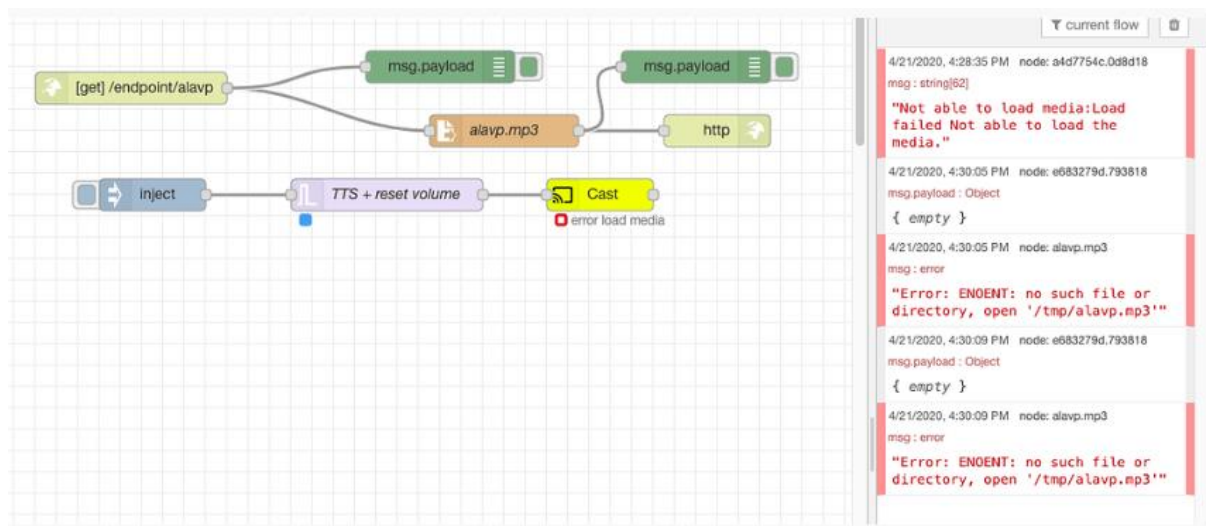 current flow
msg.payload
msg.payload
[get] /endpoint/alavp
alavp.mp3
http
inject
TTS + reset volume
Cast
error load media
4/21/2020, 4:28:35 PM node: a4d7754c.0d8d18
msg : string[62]
"Not able to load media:Load
failed Not able to load the
media."
4/21/2020, 4:30:05 PM node: e683279d.793818
msg.payload : Object
{ empty }
4/21/2020, 4:30:05 PM node: alavp.mp3
msg : error
"Error: ENOENT: no such file or
directory, open '/tmp/alavp.mp3'"
4/21/2020, 4:30:09 PM node: e683279d.793818
msg.payload : Object
{ empty }
4/21/2020, 4:30:09 PM node: alavp.mp3
msg : error
"Error: ENOENT: no such file or
directory, open '/tmp/alavp.mp3'"